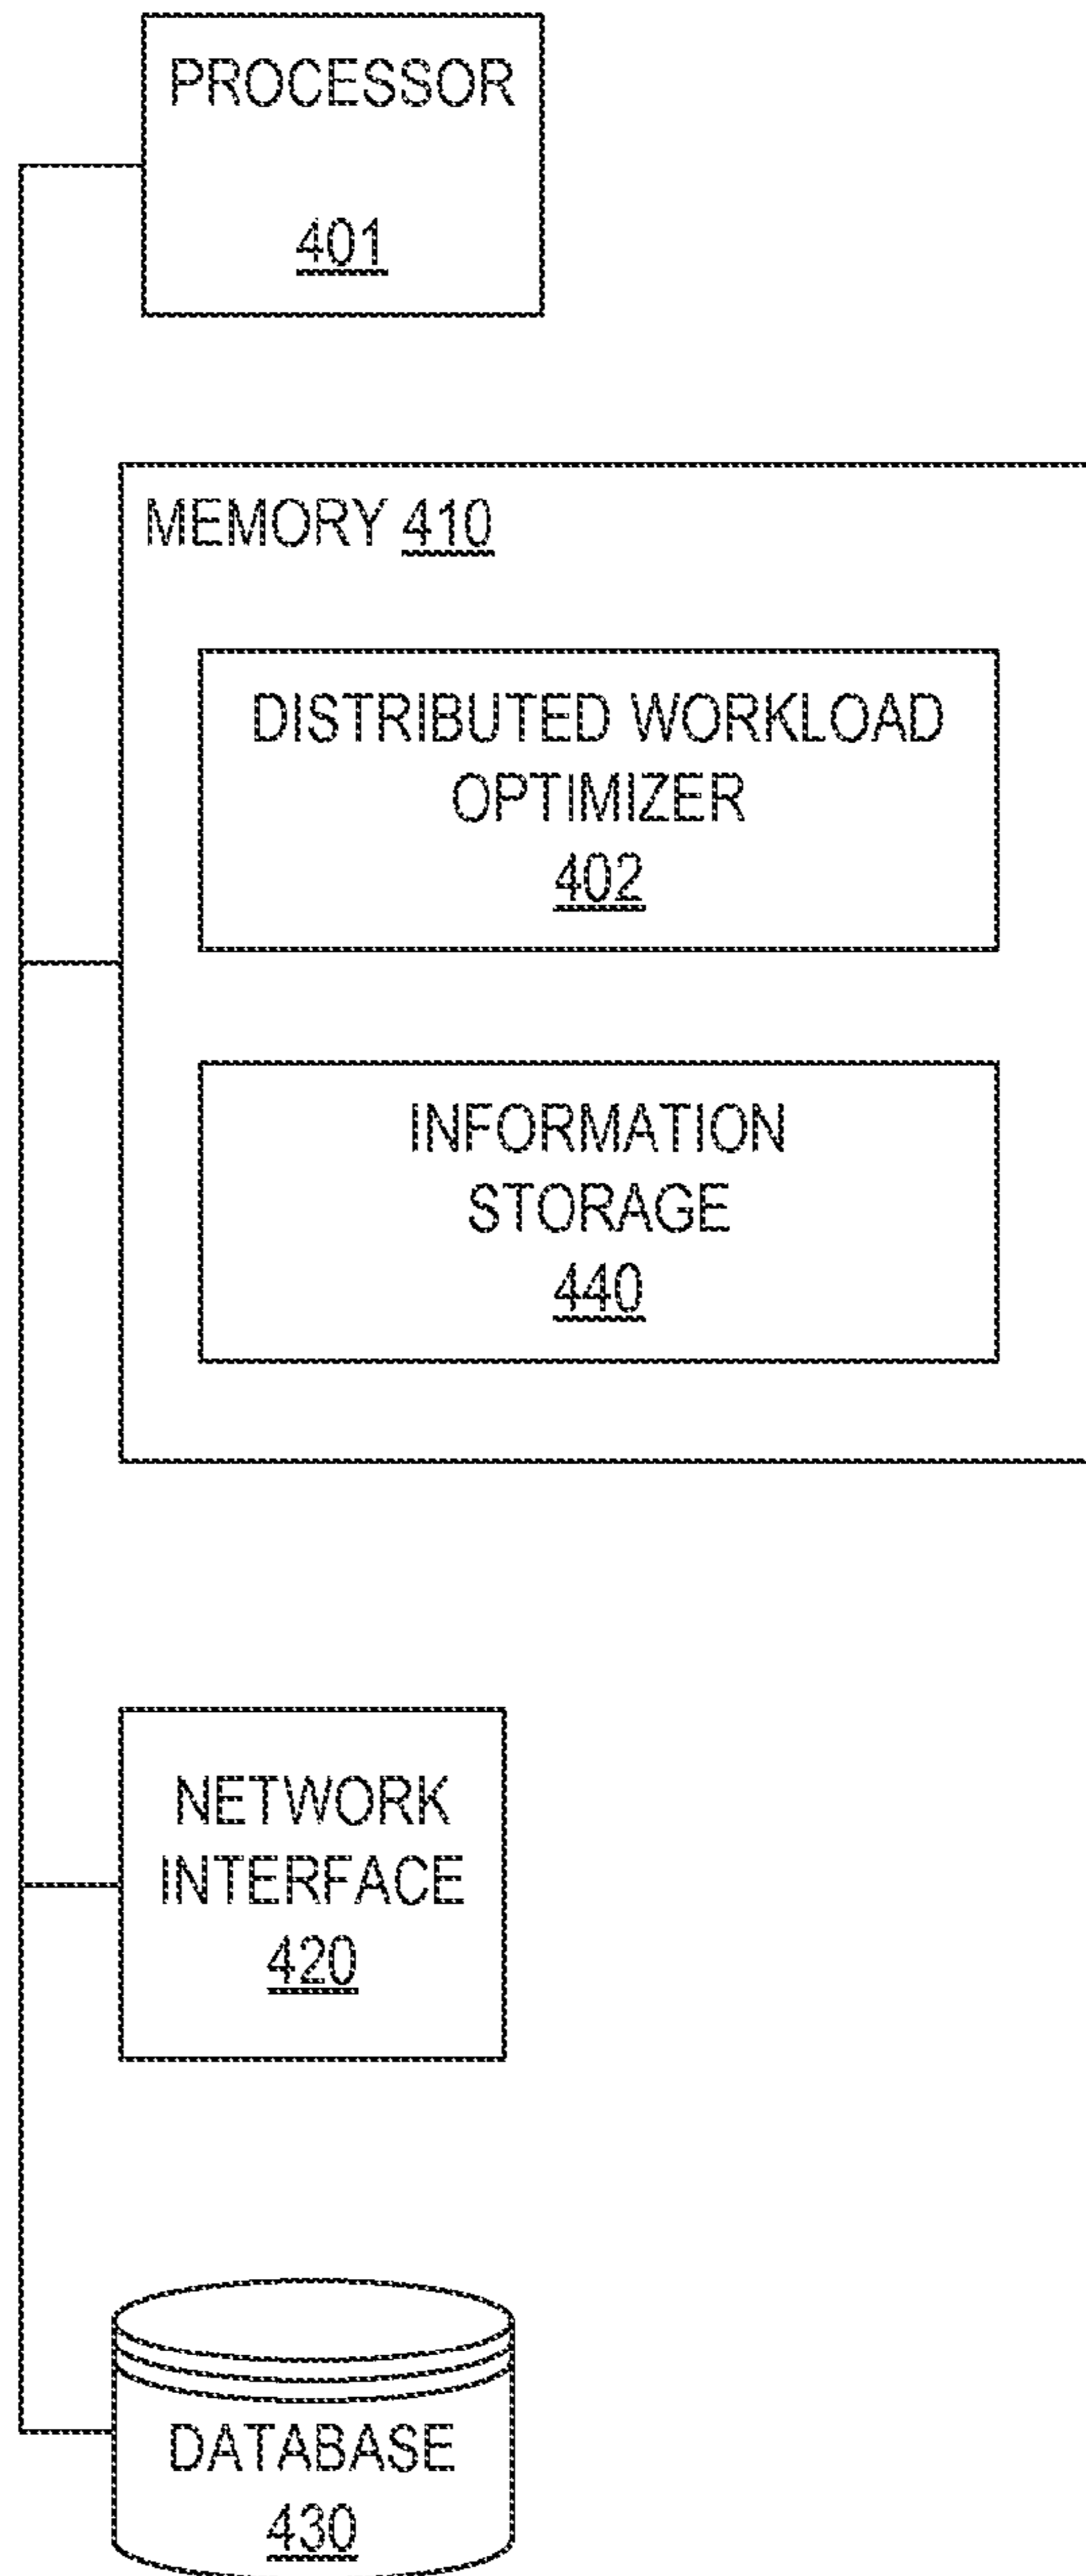 PROCESSOR
401
MEMORY 410
DISTRIBUTED WORKLOAD
OPTIMIZER
402
INFORMATION
STORAGE
440
NETWORK
INTERFACE
420
DATABASE
430